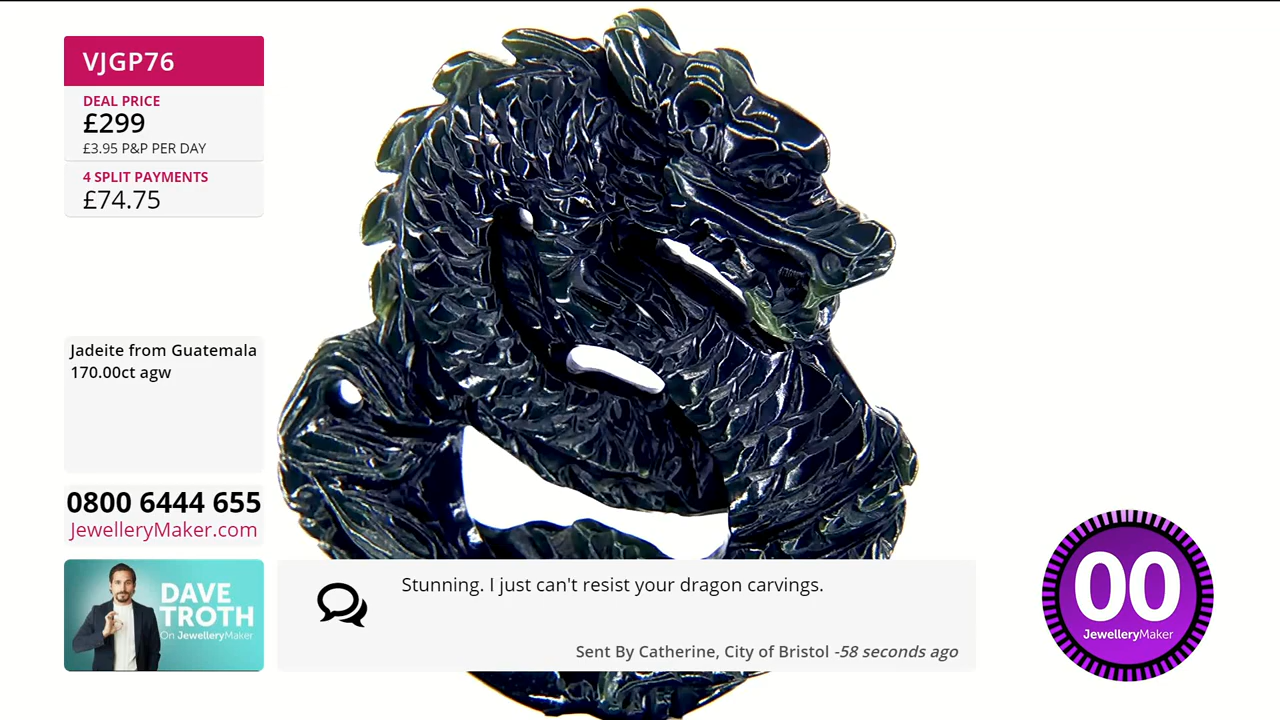 VJGP76
DEAL PRICE
£299
£3.95 P&P PER DAY
4 SPLIT PAYMENTS
£74.75
Jadeite from Guatemala
170.00ct agw
0800 6444 655
JewelleryMaker.com
DAVE
TROTH
On JewelleryMaker
Stunning. I just can't resist your dragon carvings.
Sent By Catherine, City of Bristol -58 seconds ago
00
JewelleryMaker